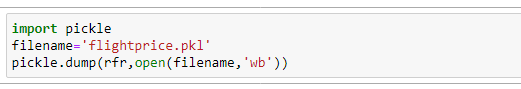 import pickle
filename='flightprice.pkl'
pickle.dump(rfr,open(filename,'wb'))